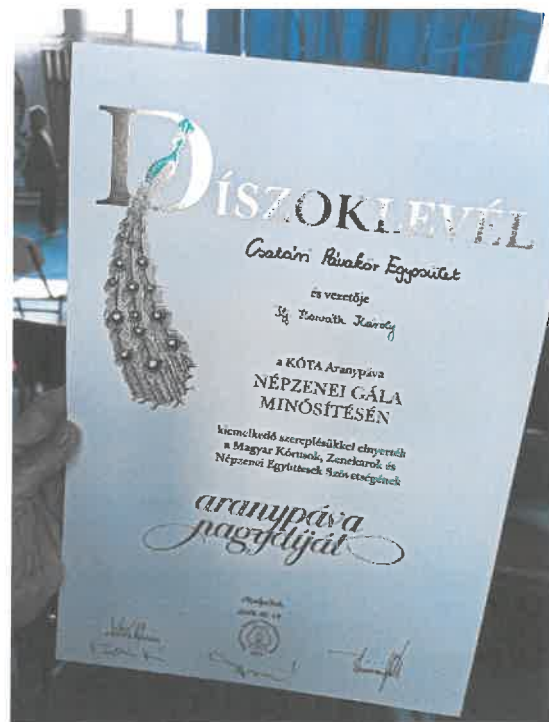 DÍSZOKLEVÉL
Csatári Pávakör Egyesület
és vezetője
Ifj Horváth Károly
a KÓTA Aranypáva
NÉPZENEI GÁLA
MINŐSÍTÉSÉN
kiemelkedő szereplésükkel elnyerték
a Magyar Kórusok, Zenekarok és
Népzenei Együttesek Szövetségének
aranypáva
nagydíját